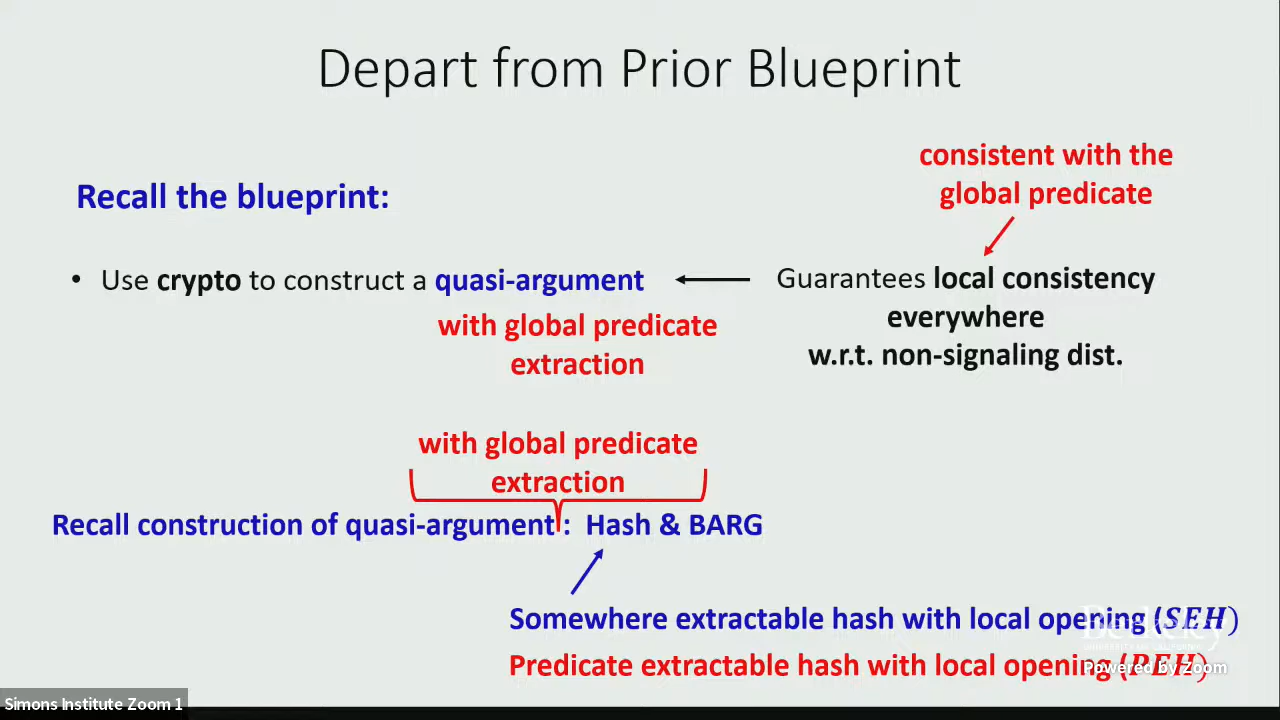 Depart from Prior Blueprint
consistent with the
global predicate
Recall the blueprint:
• Use crypto to construct a quasi-argument
Guarantees local consistency
everywhere
w.r.t. non-signaling dist.
with global predicate
extraction
with global predicate
extraction
Recall construction of quasi-argument : Hash & BARG
Somewhere extractable hash with local opening (SEH)
Berkeley
Predicate extractable hash with local opening (PEH)
Powered by Zoom
Simons Institute Zoom 1